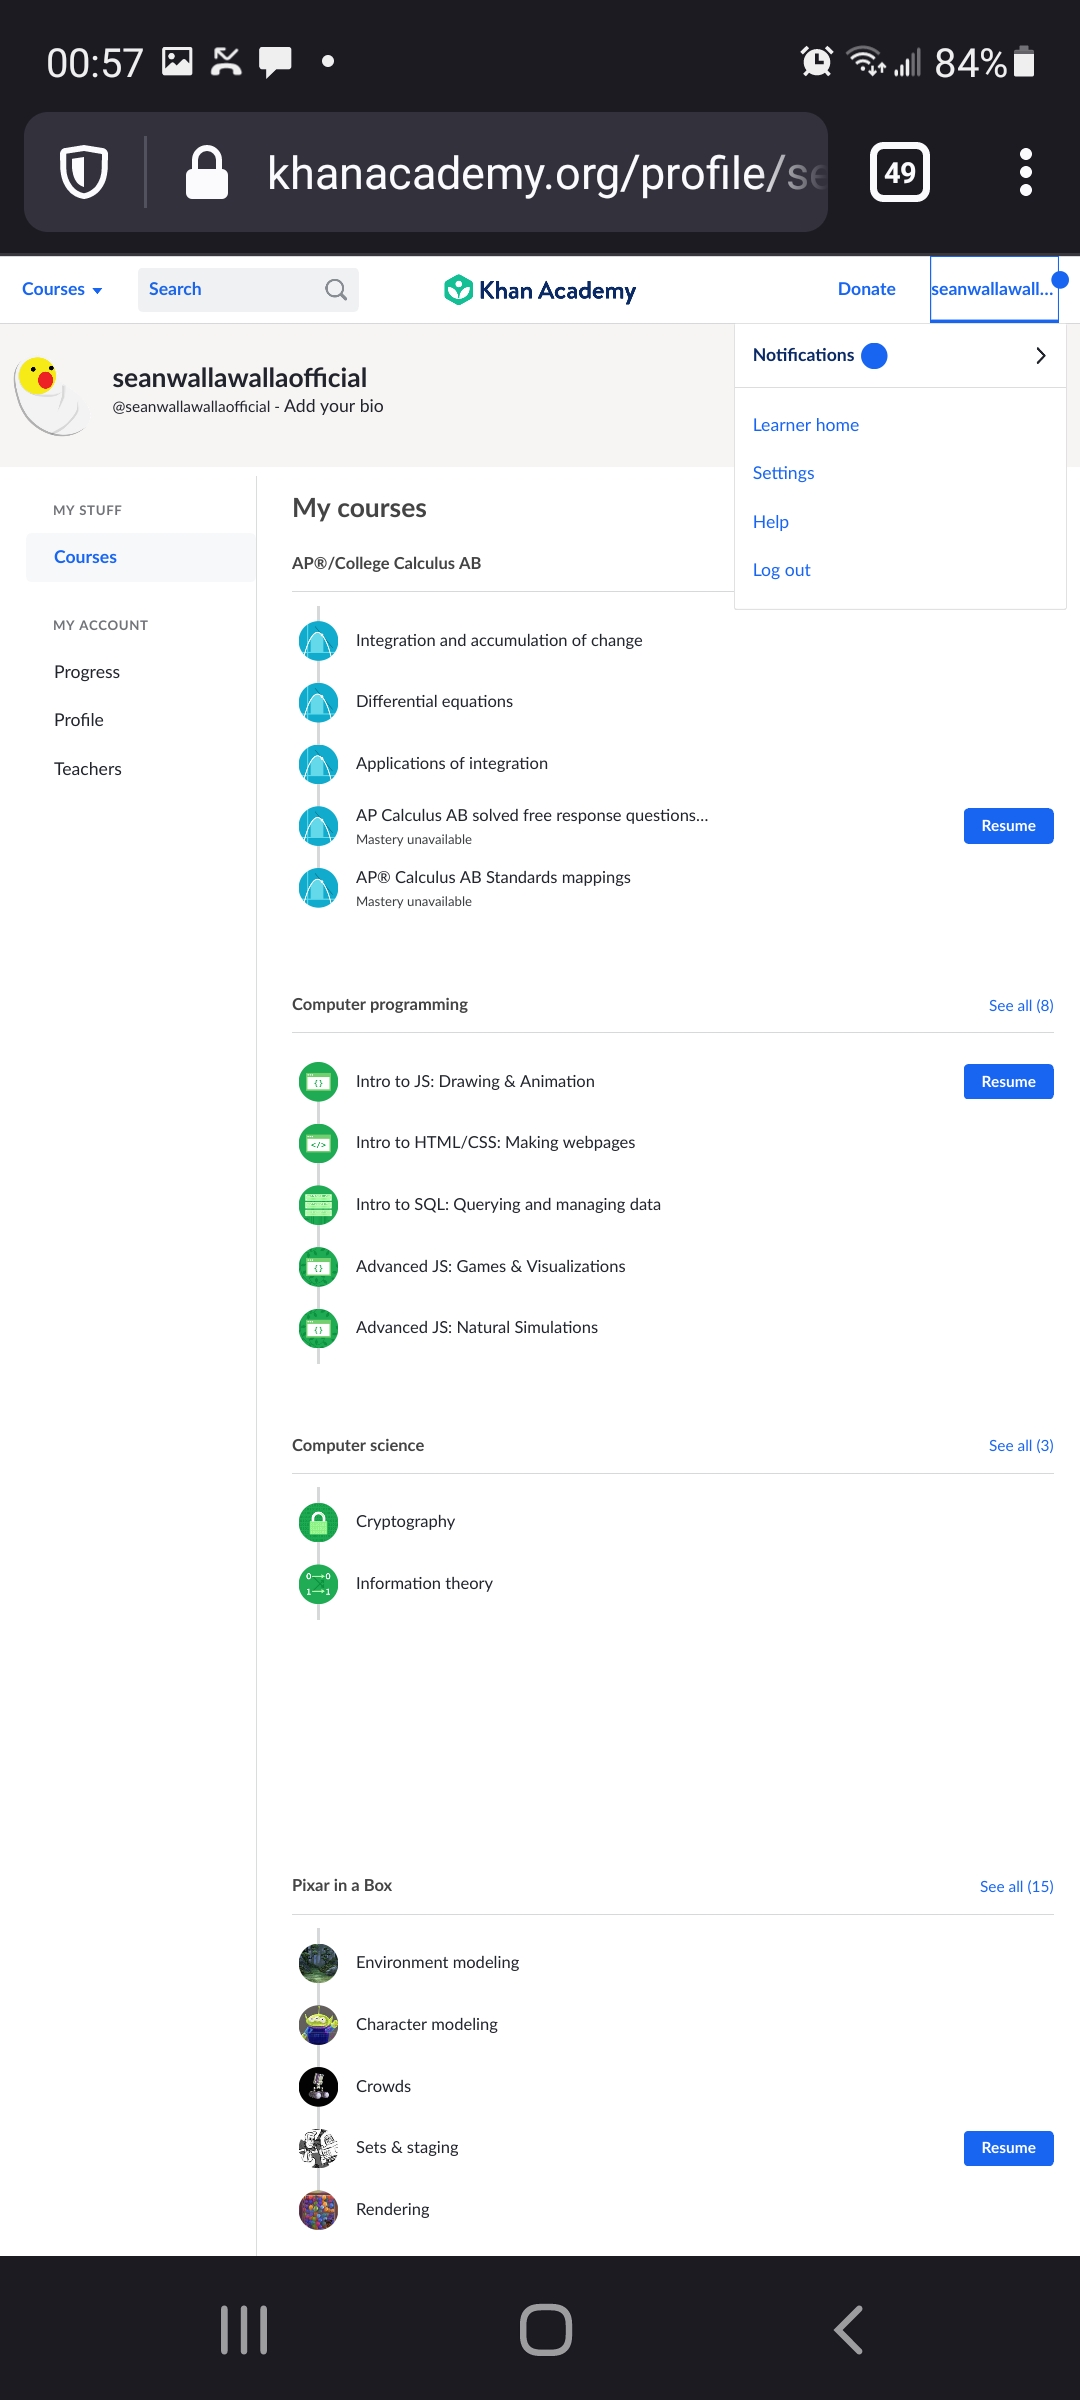 00:57
84%
khanacademy.org/profile/se
49
Courses
Search
Khan Academy
Donate
seanwallawall...
Notifications
Learner home
Settings
Help
Log out
seanwallawallaofficial
@seanwallawallaofficial - Add your bio
MY STUFF
Courses
MY ACCOUNT
Progress
Profile
Teachers
My courses
AP®/College Calculus AB
Integration and accumulation of change
Differential equations
Applications of integration
AP Calculus AB solved free response questions...
Mastery unavailable
Resume
AP® Calculus AB Standards mappings
Mastery unavailable
Computer programming
See all (8)
Intro to JS: Drawing & Animation
Resume
Intro to HTML/CSS: Making webpages
Intro to SQL: Querying and managing data
Advanced JS: Games & Visualizations
Advanced JS: Natural Simulations
Computer science
See all (3)
Cryptography
Information theory
Pixar in a Box
See all (15)
Environment modeling
Character modeling
Crowds
Sets & staging
Resume
Rendering